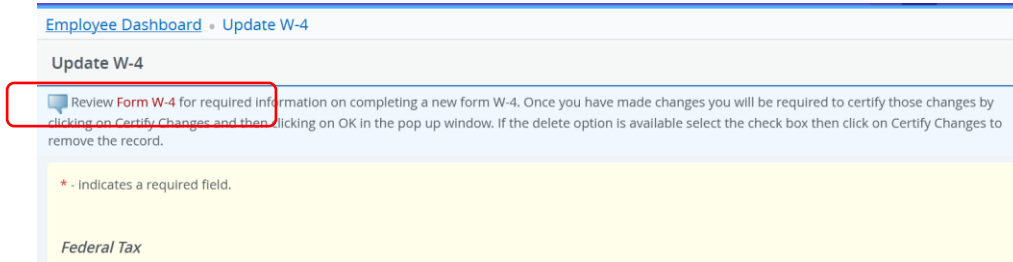 Employee Dashboard • Update W-4
Update W-4
Review Form W-4 for required information on completing a new form W-4. Once you have made changes you will be required to certify those changes by
clicking on Certify Changes and then clicking on OK in the pop up window. If the delete option is available select the check box then click on Certify Changes to
remove the record.
* - indicates a required field.
Federal Tax